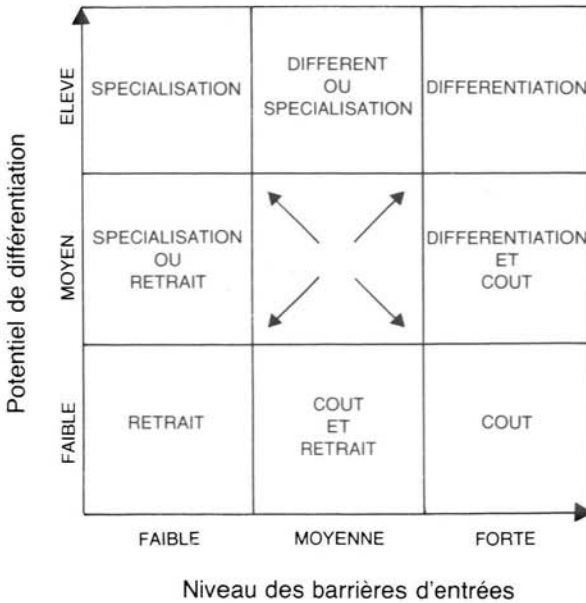 Potentiel de différentiation
ELEVE
SPECIALISATION
DIFFERENT
OU
SPECIALISATION
DIFFERENTIATION
MOYEN
SPECIALISATION
OU
RETRAIT
DIFFERENTIATION
ET
COUT
FAIBLE
RETRAIT
COUT
ET
RETRAIT
COUT
FAIBLE
MOYENNE
FORTE
Niveau des barrières d'entrées